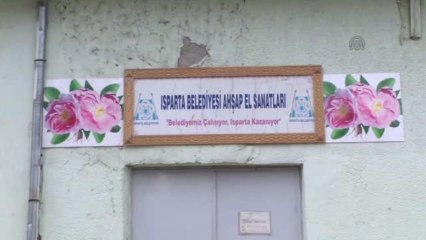 ISPARTA BELEDİYESİ AHŞAP EL SANATLARI
"Belediyemiz Çalışıyor, Isparta Kazanıyor"